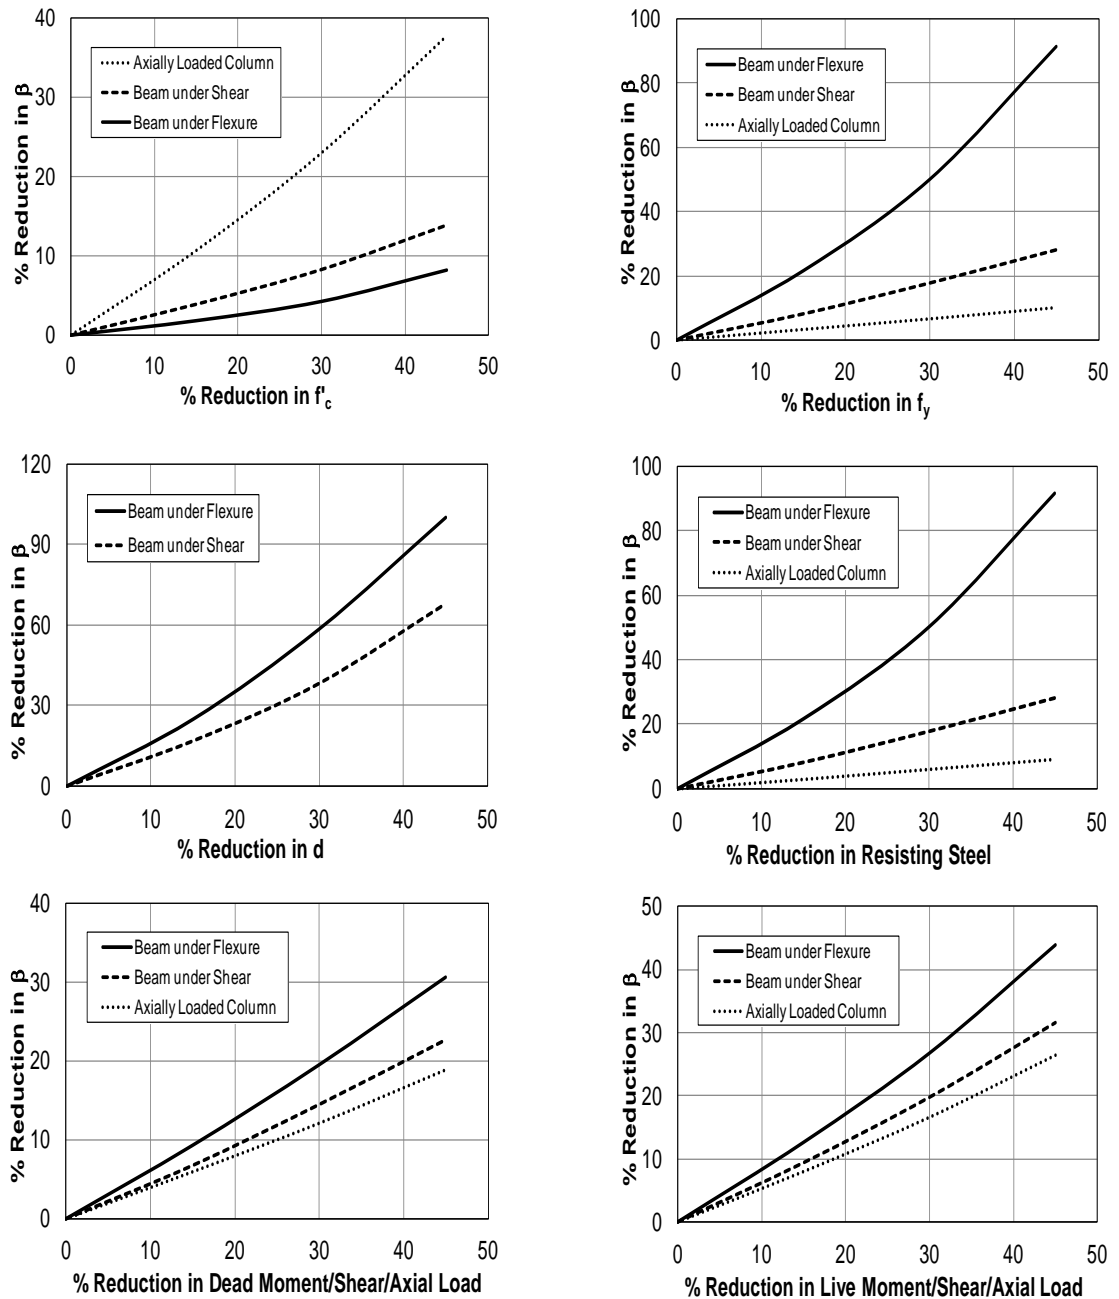 40
30
20
10
0
% Reduction in β
Axially Loaded Column
Beam under Shear
Beam under Flexure
0 10 20 30 40 50
% Reduction in f'c
100
80
60
40
20
0
% Reduction in β
Beam under Flexure
Beam under Shear
Axially Loaded Column
0 10 20 30 40 50
% Reduction in fy
120
90
60
30
0
% Reduction in β
Beam under Flexure
Beam under Shear
0 10 20 30 40 50
% Reduction in d
100
80
60
40
20
0
% Reduction in β
Beam under Flexure
Beam under Shear
Axially Loaded Column
0 10 20 30 40 50
% Reduction in Resisting Steel
40
30
20
10
0
% Reduction in β
Beam under Flexure
Beam under Shear
Axially Loaded Column
0 10 20 30 40 50
% Reduction in Dead Moment/Shear/Axial Load
50
40
30
20
10
0
% Reduction in β
Beam under Flexure
Beam under Shear
Axially Loaded Column
0 10 20 30 40 50
% Reduction in Live Moment/Shear/Axial Load